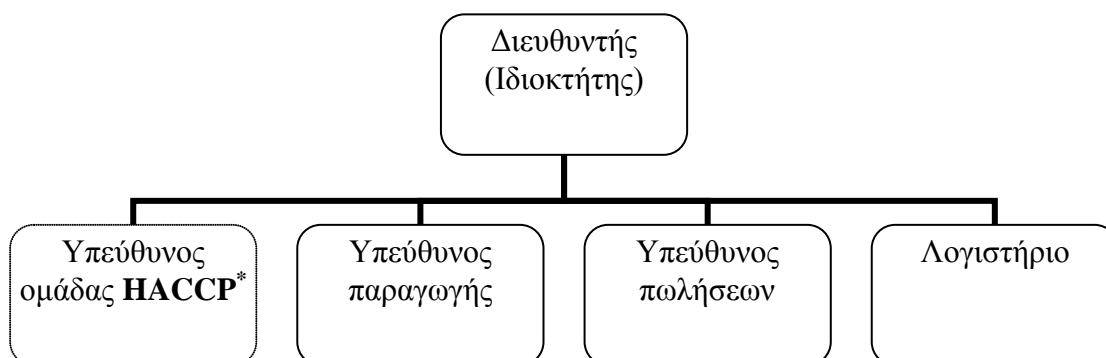 Διευθυντής
(Ιδιοκτήτης)
Υπεύθυνος
ομάδας HACCP*
Υπεύθυνος
παραγωγής
Υπεύθυνος
πωλήσεων
Λογιστήριο